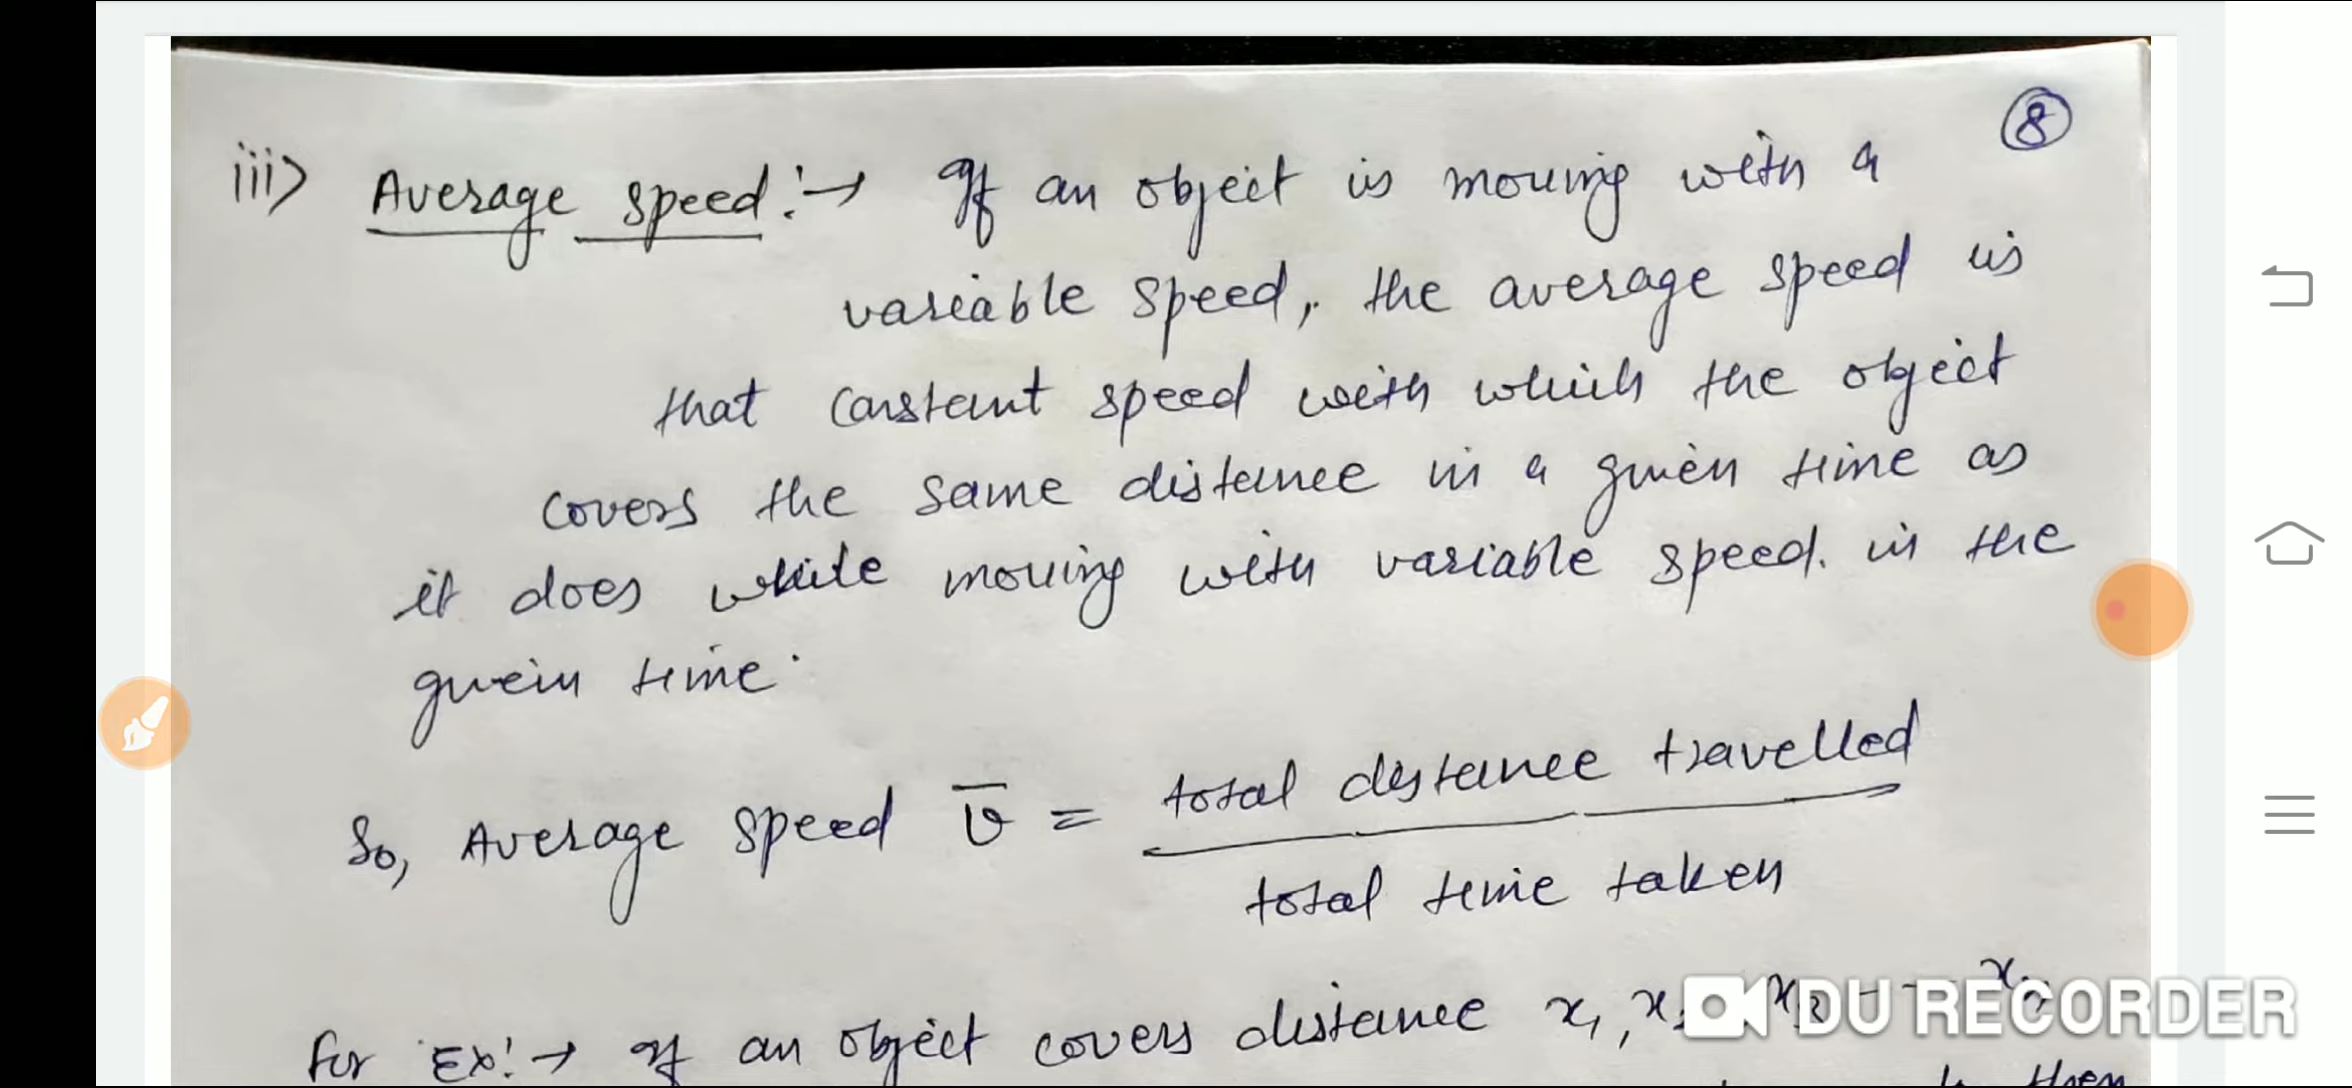 8
iii) Average speed:→ If an object is moving with a
variable speed, the average speed is
that constant speed with which the object
covers the same distance in a given time as
it does while moving with variable speed. in the
given time.
So, Average speed v̅ = total distance travelled
total time taken
For Ex:→ If an object covers distance x₁, x₂, x₃ - - xₙ
then
DU RECORDER